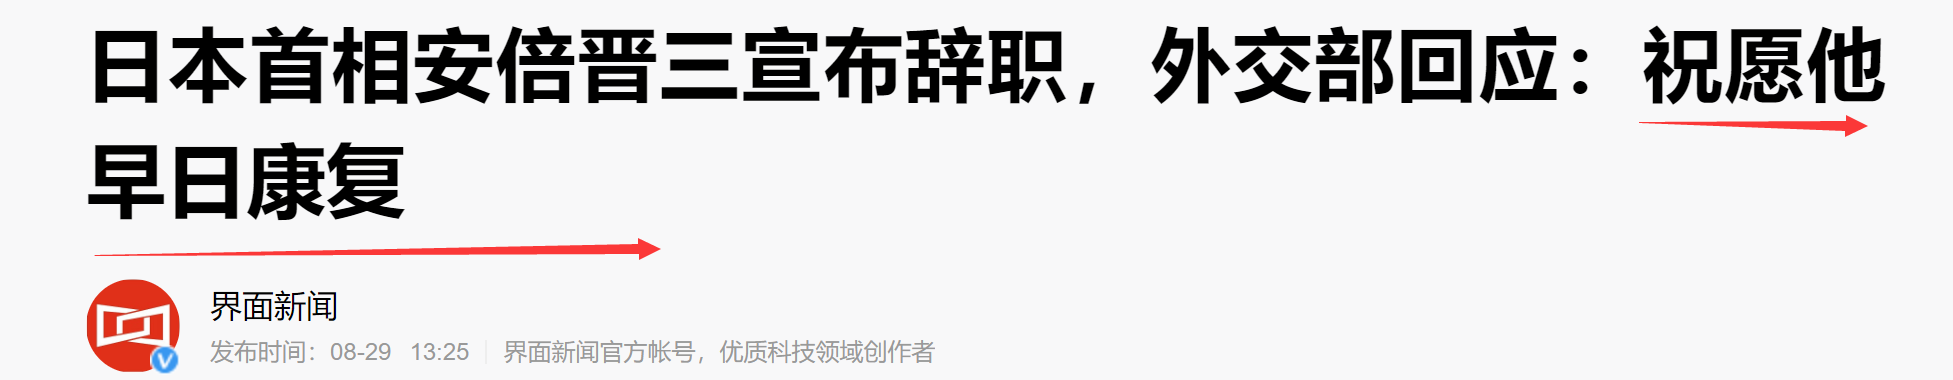 日本首相安倍晋三宣布辞职，外交部回应：祝愿他
早日康复
界面新闻
发布时间：08-29 13:25 界面新闻官方帐号，优质科技领域创作者